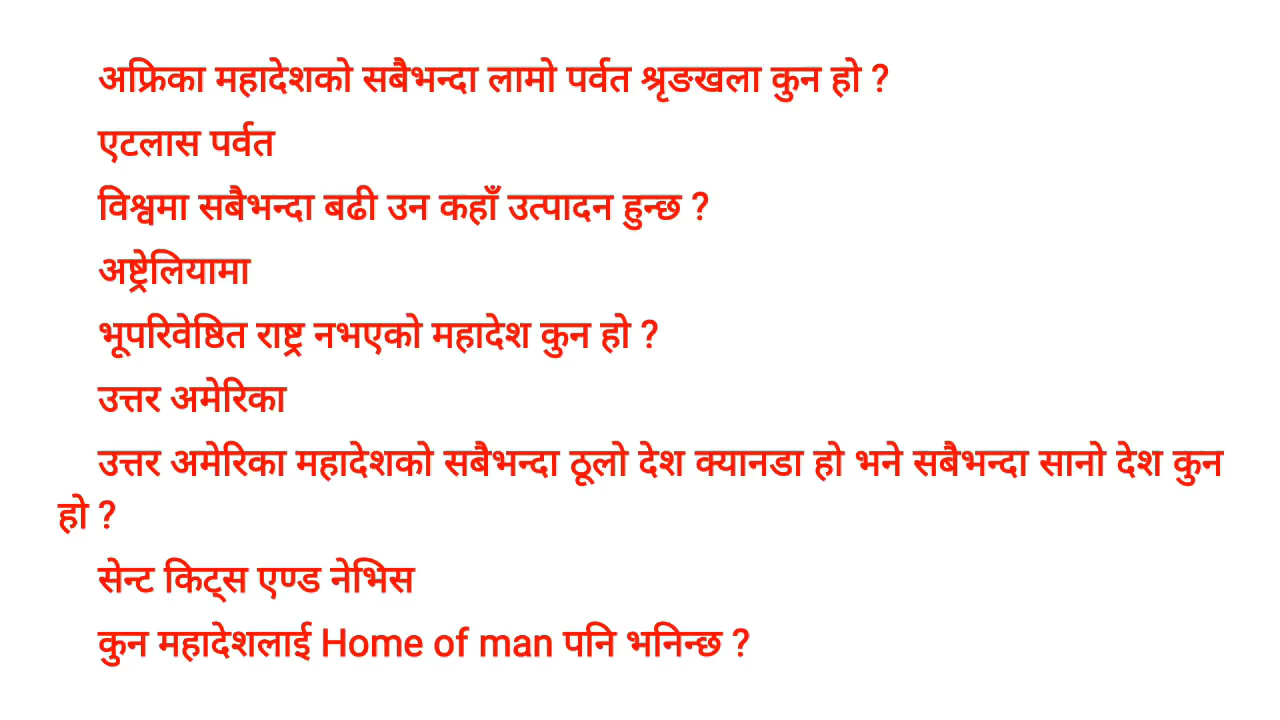 अफ्रिका महादेशको सबैभन्दा लामो पर्वत श्रृङखला कुन हो ?
एटलास पर्वत
विश्वमा सबैभन्दा बढी उन कहाँ उत्पादन हुन्छ ?
अष्ट्रेलियामा
भूपरिवेष्ठित राष्ट्र नभएको महादेश कुन हो ?
उत्तर अमेरिका
उत्तर अमेरिका महादेशको सबैभन्दा ठूलो देश क्यानडा हो भने सबैभन्दा सानो देश कुन
हो ?
सेन्ट किट्स एण्ड नेभिस
कुन महादेशलाई Home of man पनि भनिन्छ ?